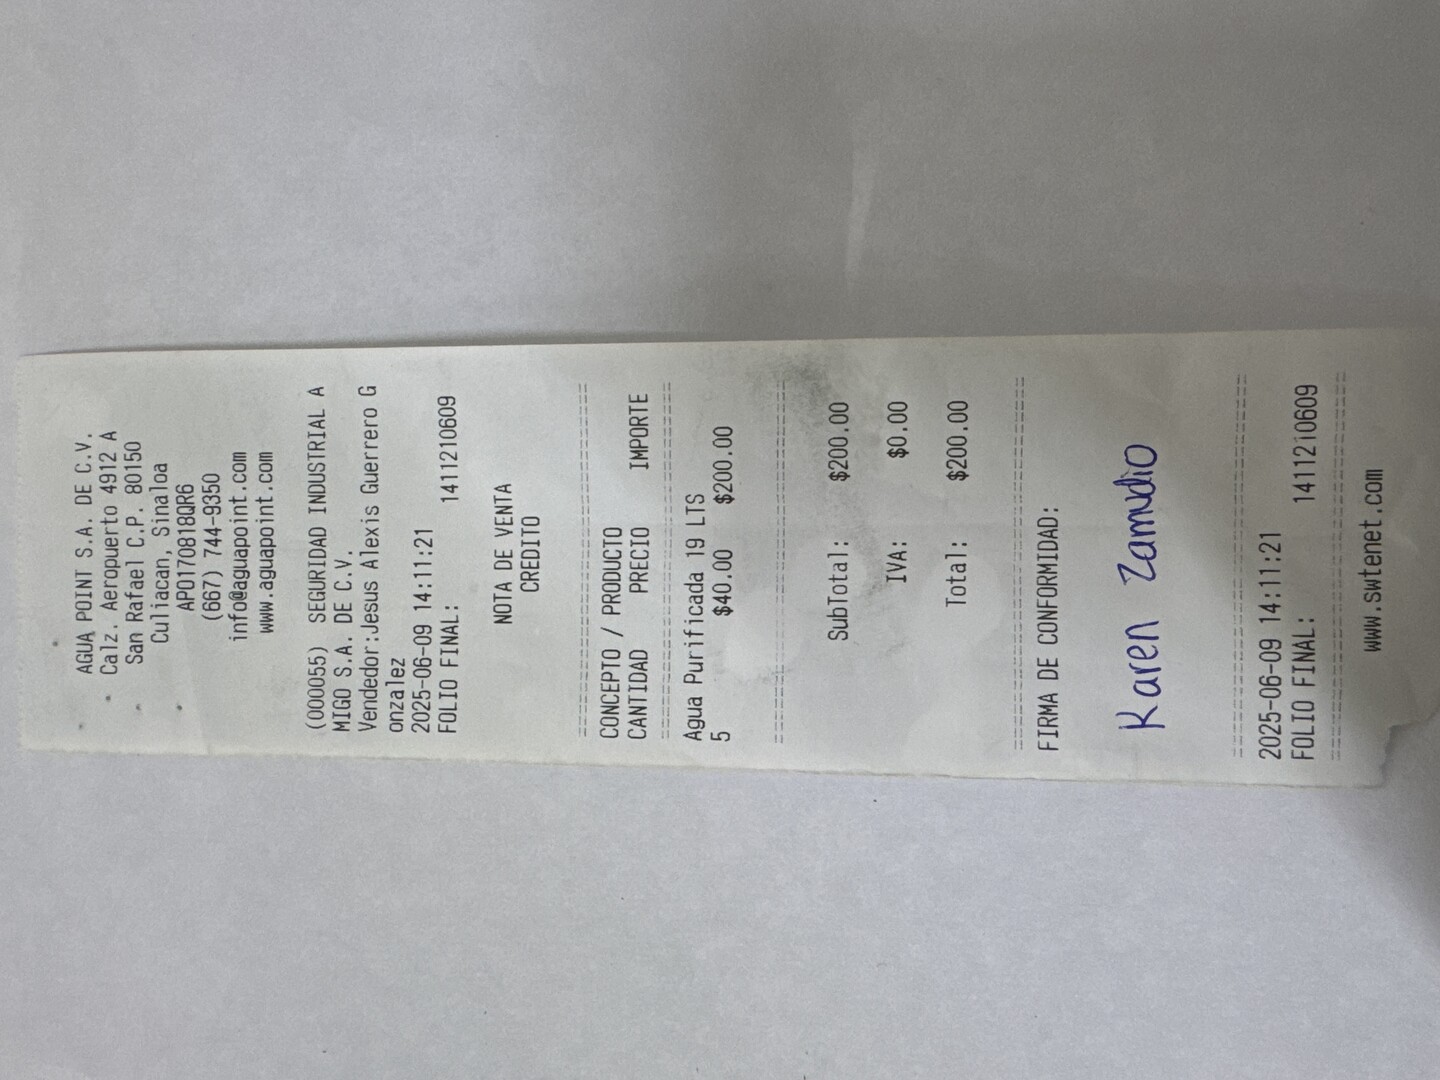 AGUA POINT S.A. DE C.V.
Calz. Aeropuerto 4912 A
San Rafael C.P. 80150
Culiacan, Sinaloa
APO170818QR6
(667) 744-9350
info@aguapoint.com
www.aguapoint.com
(000055) SEGURIDAD INDUSTRIAL A
MIGO S.A. DE C.V.
Vendedor:Jesus Alexis Guerrero G
onzalez
2025-06-09 14:11:21
FOLIO FINAL: 1411210609
NOTA DE VENTA
CREDITO
CONCEPTO / PRODUCTO
CANTIDAD PRECIO IMPORTE
Agua Purificada 19 LTS
5 $40.00 $200.00
SubTotal: $200.00
IVA: $0.00
Total: $200.00
FIRMA DE CONFORMIDAD:
Karen Zamudio
2025-06-09 14:11:21
FOLIO FINAL: 1411210609
www.swtenet.com